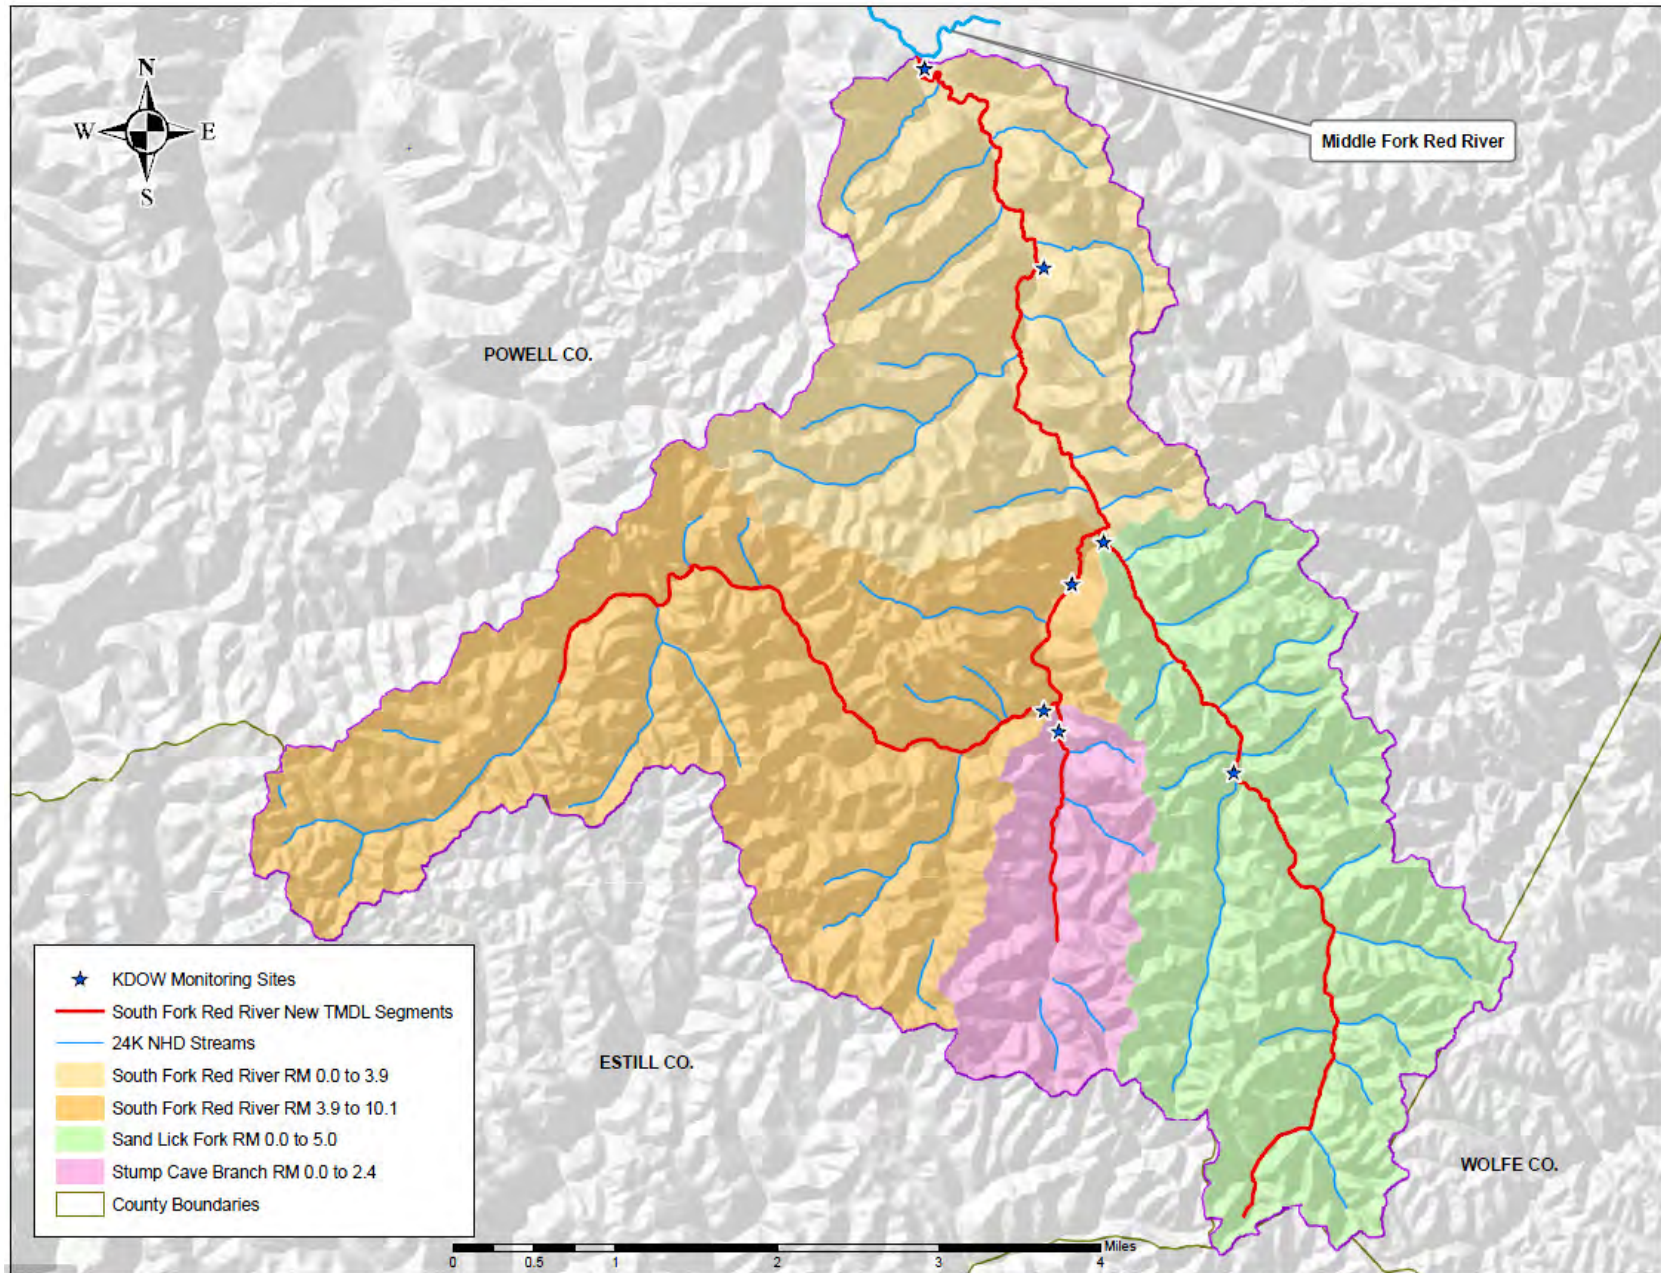 N
W E
S
Middle Fork Red River
POWELL CO.
ESTILL CO.
WOLFE CO.
KDOW Monitoring Sites
South Fork Red River New TMDL Segments
24K NHD Streams
South Fork Red River RM 0.0 to 3.9
South Fork Red River RM 3.9 to 10.1
Sand Lick Fork RM 0.0 to 5.0
Stump Cave Branch RM 0.0 to 2.4
County Boundaries
Miles
0 0.5 1 2 3 4